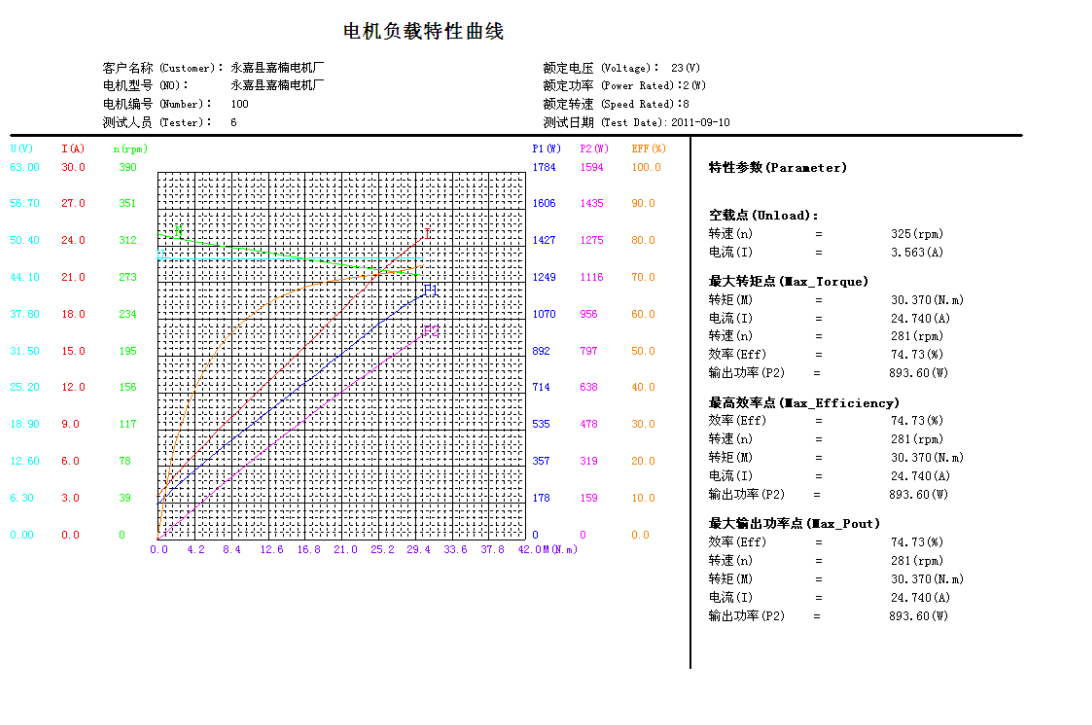 电机负载特性曲线
客户名称 (Customer): 永嘉县嘉楠电机厂
额定电压 (Voltage): 23(V)
电机型号 (NO): 永嘉县嘉楠电机厂
额定功率 (Power Rated):2(W)
电机编号 (Number): 100
额定转速 (Speed Rated):8
测试人员 (Tester): 6
测试日期 (Test Date): 2011-09-10
U(V) I(A) n(rpm) P1(W) P2(W) EFF(%)
63.00 30.0 390 1784 1594 100.0
56.70 27.0 351 1606 1435 90.0
50.40 24.0 312 1427 1275 80.0
44.10 21.0 273 1249 1116 70.0
37.80 18.0 234 1070 956 60.0
31.50 15.0 195 892 797 50.0
25.20 12.0 156 714 638 40.0
18.90 9.0 117 535 478 30.0
12.60 6.0 78 357 319 20.0
6.30 3.0 39 178 159 10.0
0.00 0.0 0 0 0 0.0
N
I
U
P1
P2
0.0 4.2 8.4 12.6 16.8 21.0 25.2 29.4 33.6 37.8 42.0M(N.m)
特性参数(Parameter)
空载点(Unload):
转速(n) = 325(rpm)
电流(I) = 3.563(A)
最大转矩点(Max_Torque)
转矩(M) = 30.370(N.m)
电流(I) = 24.740(A)
转速(n) = 281(rpm)
效率(Eff) = 74.73(%)
输出功率(P2) = 893.60(W)
最高效率点(Max_Efficiency)
效率(Eff) = 74.73(%)
转速(n) = 281(rpm)
转矩(M) = 30.370(N.m)
电流(I) = 24.740(A)
输出功率(P2) = 893.60(W)
最大输出功率点(Max_Pout)
效率(Eff) = 74.73(%)
转速(n) = 281(rpm)
转矩(M) = 30.370(N.m)
电流(I) = 24.740(A)
输出功率(P2) = 893.60(W)